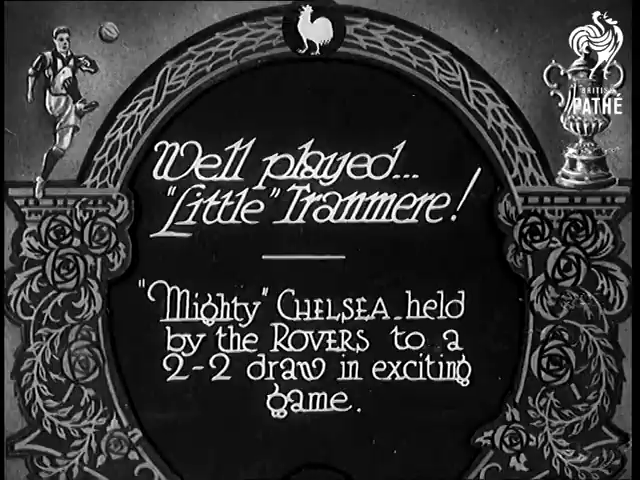 BRITISH
PATHÉ
Well played...
"Little" Tranmere!
"Mighty" CHELSEA held
by the ROVERS to a
2-2 draw in exciting
game.